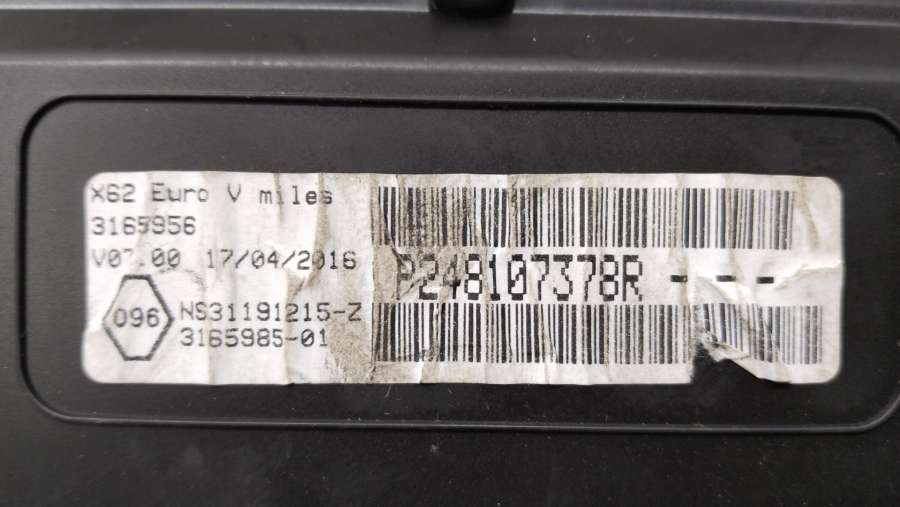 X62 Euro V miles
3165956
V07.00 17/04/2016
096
NS31191215-Z
3165985-01
P248107378R - - -